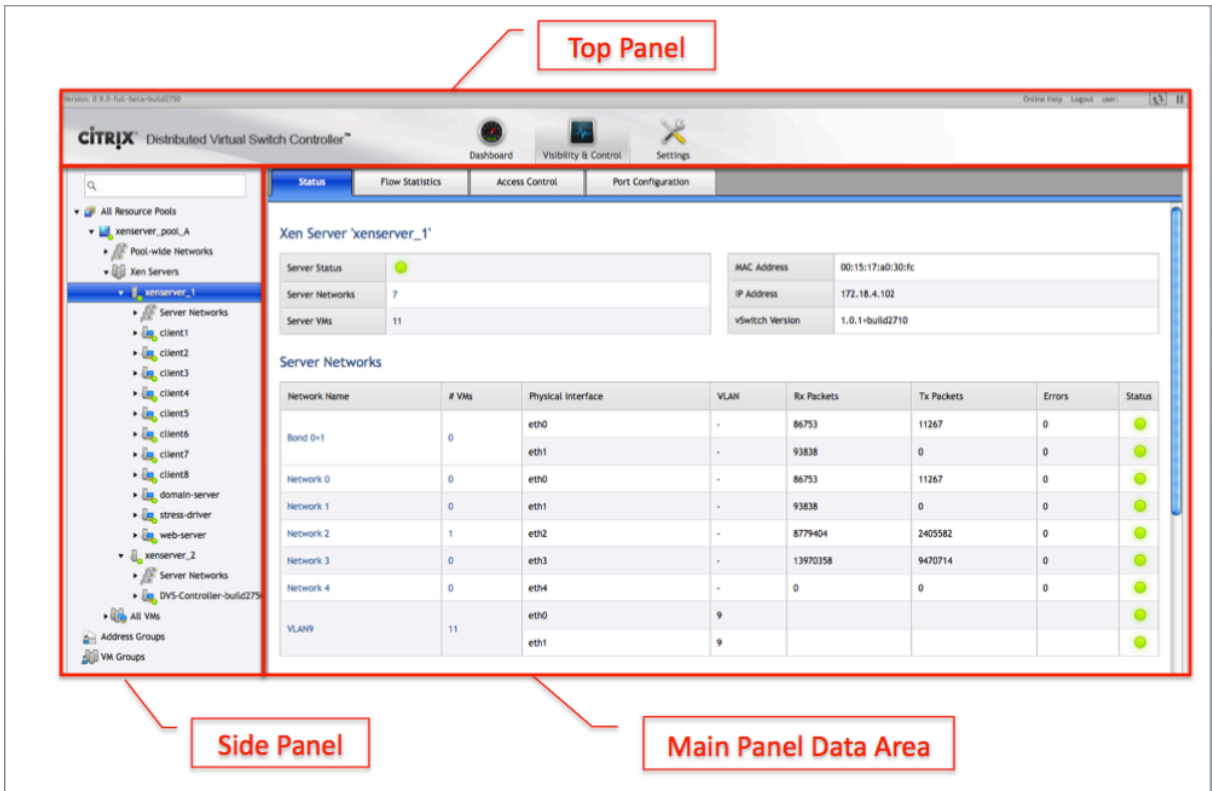 Top Panel
Version: 0.9.0-full-beta+build2750
Online Help Logout user:
CITRIX® Distributed Virtual Switch Controller™
Dashboard Visibility & Control Settings
Status Flow Statistics Access Control Port Configuration
All Resource Pools
xenserver_pool_A
Pool-wide Networks
Xen Servers
xenserver_1
Server Networks
client1
client2
client3
client4
client5
client6
client7
client8
domain-server
stress-driver
web-server
xenserver_2
Server Networks
DVS-Controller-build275
All VMs
Address Groups
VM Groups
Xen Server 'xenserver_1'
Server Status
Server Networks 7
Server VMs 11
MAC Address 00:15:17:a0:30:fc
IP Address 172.18.4.102
vSwitch Version 1.0.1+build2710
Server Networks
Network Name # VMs Physical Interface VLAN Rx Packets Tx Packets Errors Status
Bond 0+1 0 eth0 - 86753 11267 0
eth1 - 93838 0 0
Network 0 0 eth0 - 86753 11267 0
Network 1 0 eth1 - 93838 0 0
Network 2 1 eth2 - 8779404 2405582 0
Network 3 0 eth3 - 13970358 9470714 0
Network 4 0 eth4 - 0 0 0
VLAN9 11 eth0 9
eth1 9
Side Panel
Main Panel Data Area